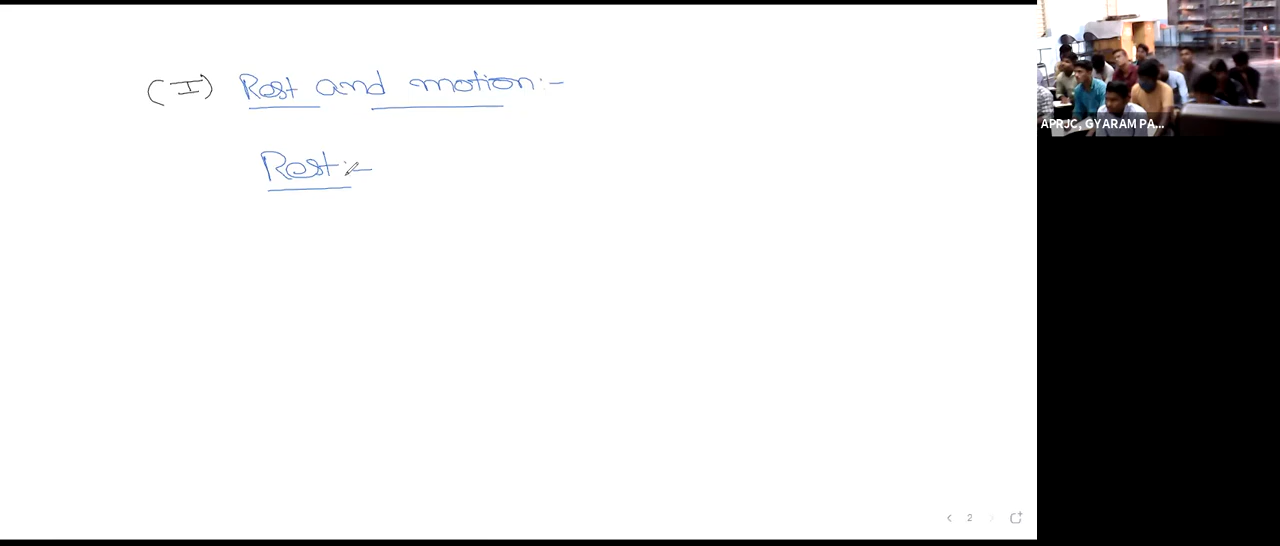 (I) Rest and motion:-
Rest:-
APRJC, GYARAM PA...
2